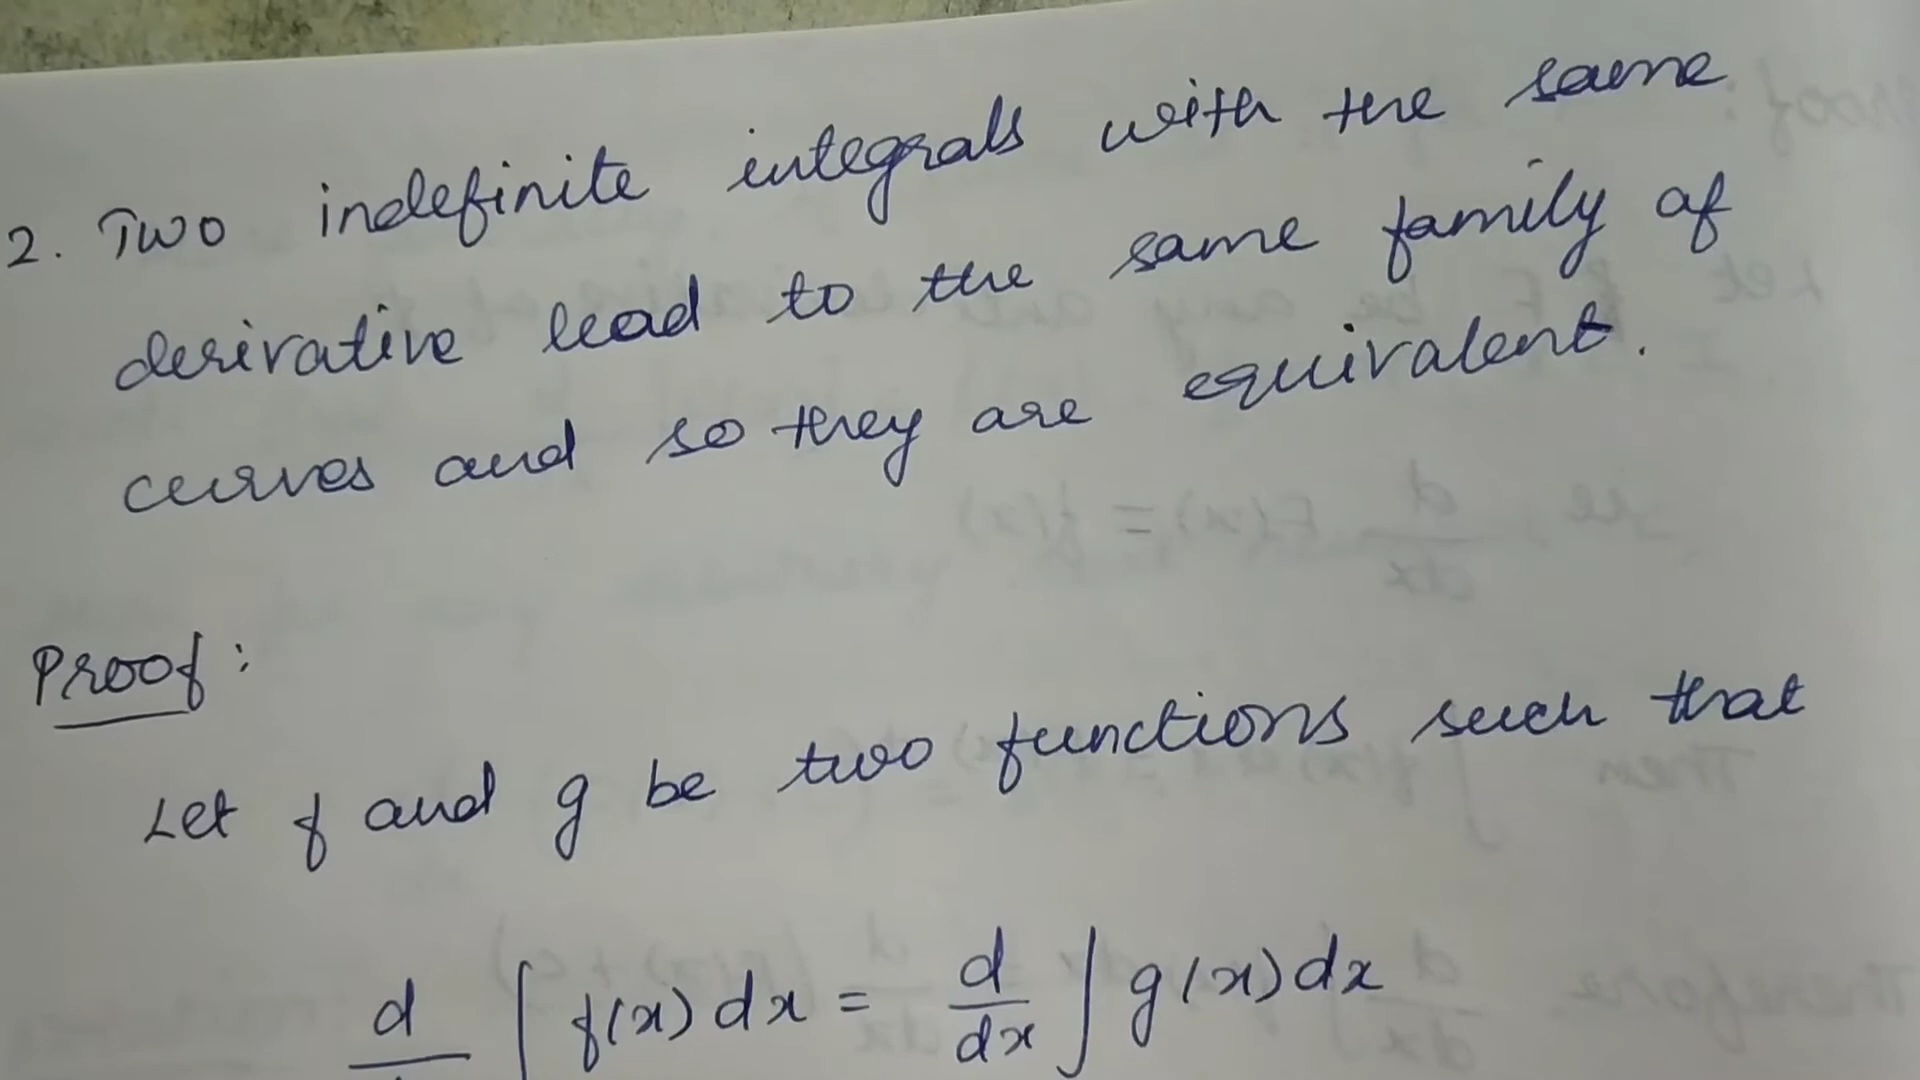 2. Two indefinite integrals with the same
derivative lead to the same family of
curves and so they are equivalent.
Proof:
Let f and g be two functions such that
d/ ∫ f(x) dx = d/dx ∫ g(x) dx